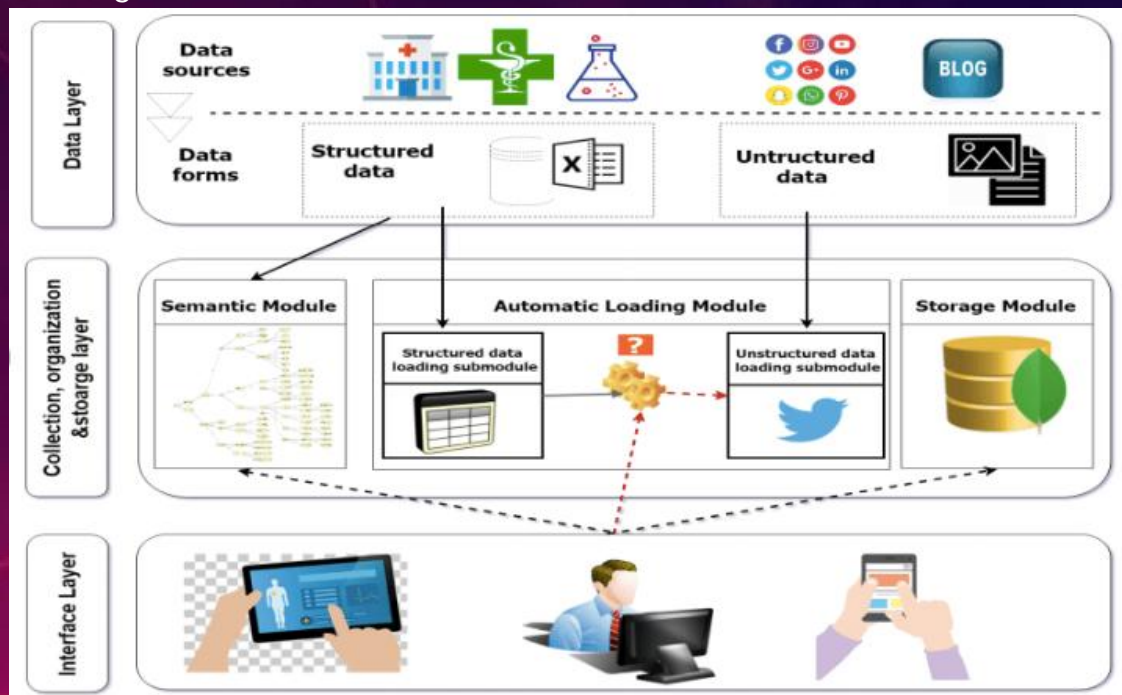 Data Layer
Data
sources
BLOG
Data
forms
Structured
data
X
Untructured
data
Collection, organization
&stoarge layer
Semantic Module
Automatic Loading Module
Storage Module
Structured data
loading submodule
?
Unstructured data
loading submodule
Interface Layer